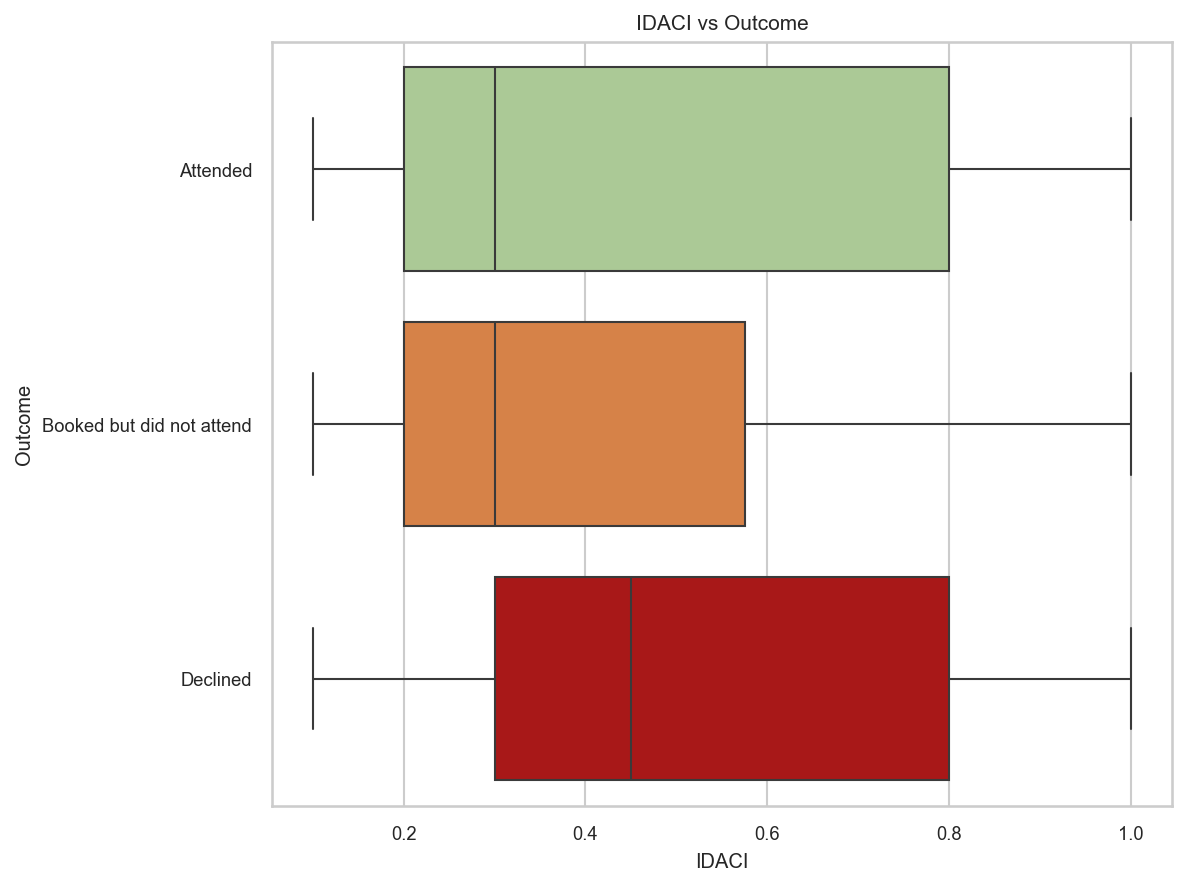 IDACI vs Outcome
Outcome
Attended
Booked but did not attend
Declined
0.2 0.4 0.6 0.8 1.0
IDACI